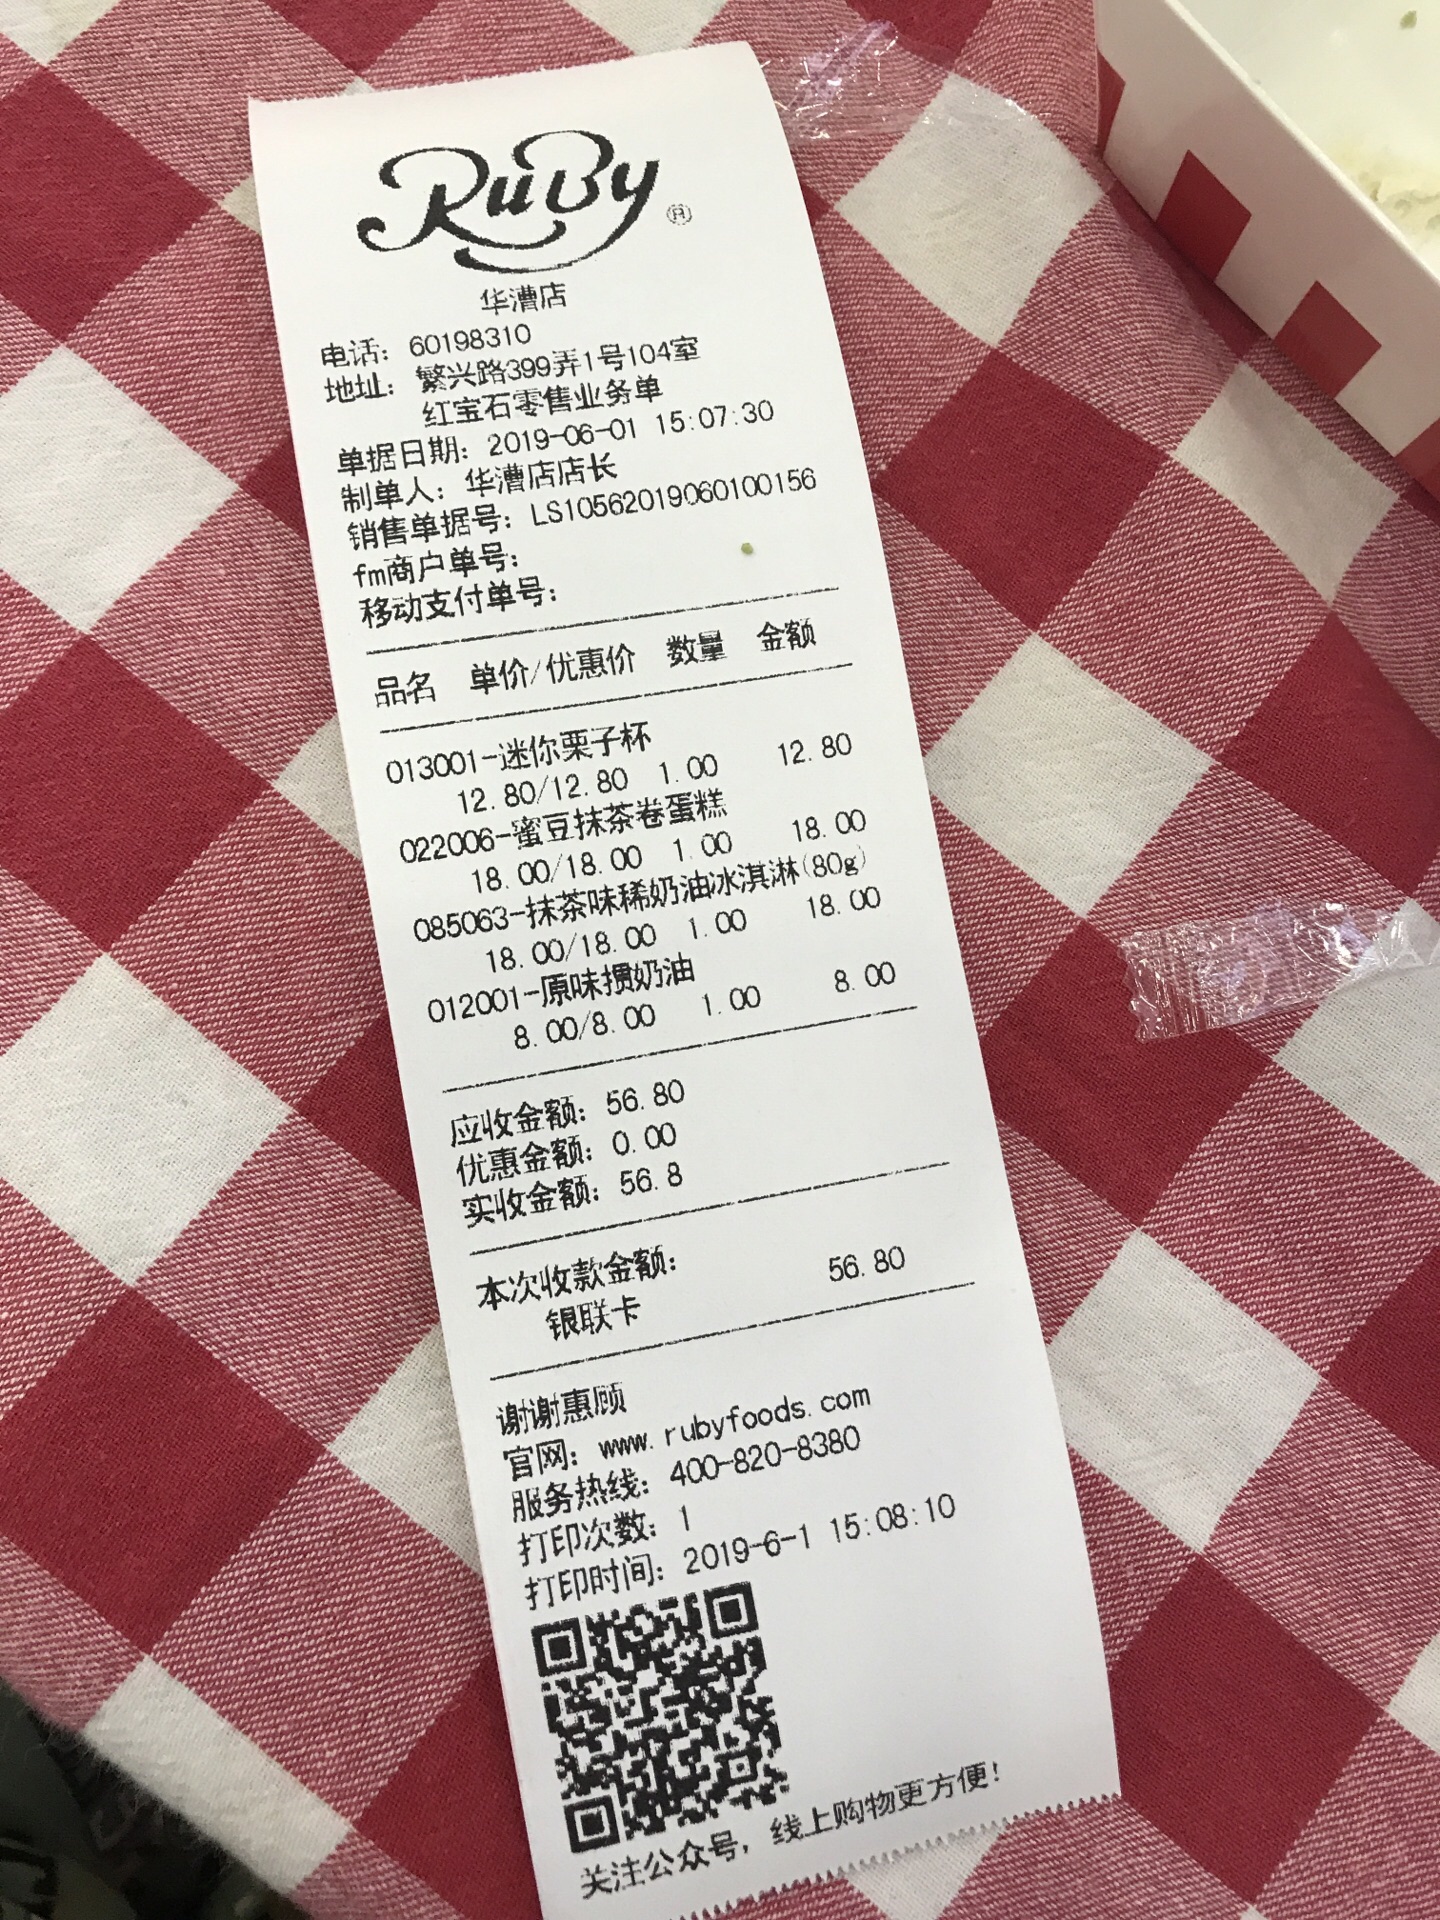 RuBy®
华漕店
电话：60198310
地址：繁兴路399弄1号104室
红宝石零售业务单
单据日期：2019-06-01 15:07:30
制单人：华漕店店长
销售单据号：LS10562019060100156
fm商户单号：
移动支付单号：
品名 单价/优惠价 数量 金额
013001-迷你栗子杯
12.80/12.80 1.00 12.80
022006-蜜豆抹茶卷蛋糕
18.00/18.00 1.00 18.00
085063-抹茶味稀奶油冰淇淋(80g)
18.00/18.00 1.00 18.00
012001-原味掼奶油
8.00/8.00 1.00 8.00
应收金额：56.80
优惠金额：0.00
实收金额：56.8
本次收款金额：
银联卡 56.80
谢谢惠顾
官网：www.rubyfoods.com
服务热线：400-820-8380
打印次数：1
打印时间：2019-6-1 15:08:10
关注公众号，线上购物更方便！